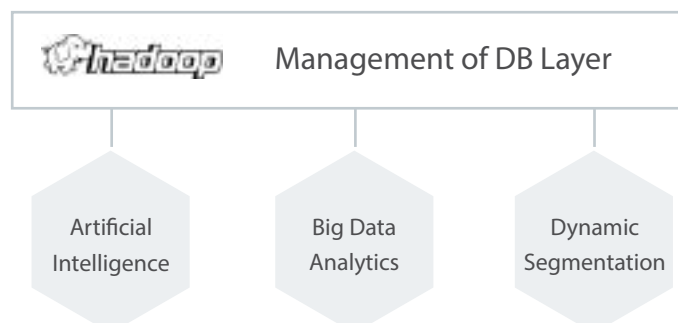 hadoop Management of DB Layer
Artificial
Intelligence
Big Data
Analytics
Dynamic
Segmentation